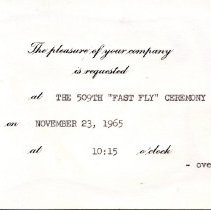 The pleasure of your company
is requested
at THE 509TH "FAST FLY" CEREMONY
on NOVEMBER 23, 1965
at 10:15 o'clock
- ove